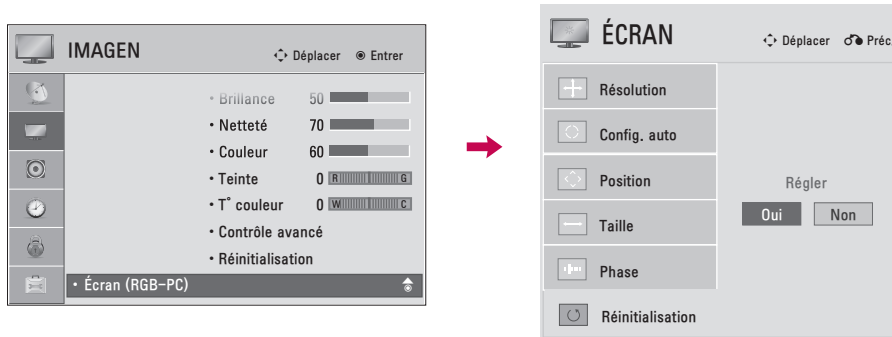 IMAGEN
Déplacer Entrer
• Brillance 50
• Netteté 70
• Couleur 60
• Teinte 0 R G
• T° couleur 0 W C
• Contrôle avancé
• Réinitialisation
• Écran (RGB-PC)
ÉCRAN
Déplacer Préc
Résolution
Config. auto
Position
Taille
Phase
Réinitialisation
Régler
Oui Non